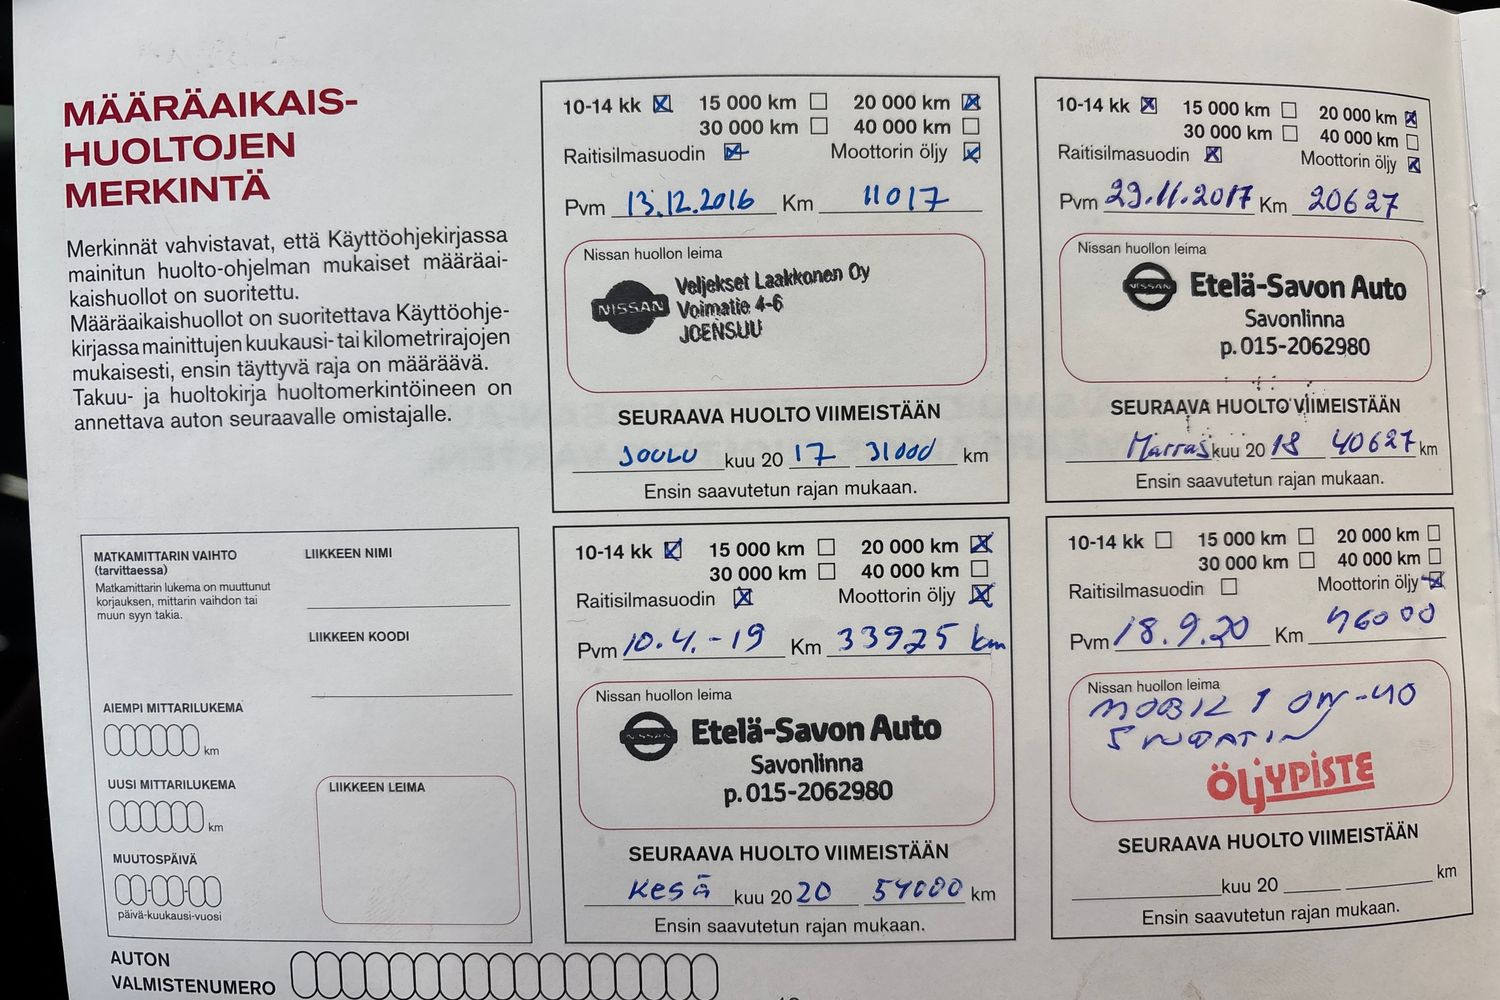 MÄÄRÄAIKAIS-
HUOLTOJEN
MERKINTÄ
Merkinnät vahvistavat, että Käyttöohjekirjassa
mainitun huolto-ohjelman mukaiset määräai-
kaishuollot on suoritettu.
Määräaikaishuollot on suoritettava Käyttöohje-
kirjassa mainittujen kuukausi- tai kilometrirajojen
mukaisesti, ensin täyttyvä raja on määräävä.
Takuu- ja huoltokirja huoltomerkintöineen on
annettava auton seuraavalle omistajalle.
10-14 kk 15 000 km 20 000 km
30 000 km 40 000 km
Raitisilmasuodin Moottorin öljy
Pvm 13.12.2016 Km 11017
Nissan huollon leima
NISSAN
Veljekset Laakkonen Oy
Voimatie 4-6
JOENSUU
SEURAAVA HUOLTO VIIMEISTÄÄN
JOULU kuu 20 17 31000 km
Ensin saavutetun rajan mukaan.
10-14 kk 15 000 km 20 000 km
30 000 km 40 000 km
Raitisilmasuodin Moottorin öljy
Pvm 29.11.2017 Km 20627
Nissan huollon leima
NISSAN
Etelä-Savon Auto
Savonlinna
p. 015-2062980
SEURAAVA HUOLTO VIIMEISTÄÄN
Marras kuu 20 18 40627 km
Ensin saavutetun rajan mukaan.
MATKAMITTARIN VAIHTO
(tarvittaessa)
Matkamittarin lukema on muuttunut
korjauksen, mittarin vaihdon tai
muun syyn takia.
LIIKKEEN NIMI
LIIKKEEN KOODI
AIEMPI MITTARILUKEMA
km
UUSI MITTARILUKEMA
km
MUUTOSPÄIVÄ
päivä-kuukausi-vuosi
LIIKKEEN LEIMA
10-14 kk 15 000 km 20 000 km
30 000 km 40 000 km
Raitisilmasuodin Moottorin öljy
Pvm 10.4.-19 Km 33925 km
Nissan huollon leima
NISSAN
Etelä-Savon Auto
Savonlinna
p. 015-2062980
SEURAAVA HUOLTO VIIMEISTÄÄN
Kesä kuu 20 20 54000 km
Ensin saavutetun rajan mukaan.
10-14 kk 15 000 km 20 000 km
30 000 km 40 000 km
Raitisilmasuodin Moottorin öljy
Pvm 18.9.20 Km 46000
Nissan huollon leima
MOBIL 1 0W-40
SUODATIN
ÖLJYPISTE
SEURAAVA HUOLTO VIIMEISTÄÄN
kuu 20 km
Ensin saavutetun rajan mukaan.
AUTON
VALMISTENUMERO